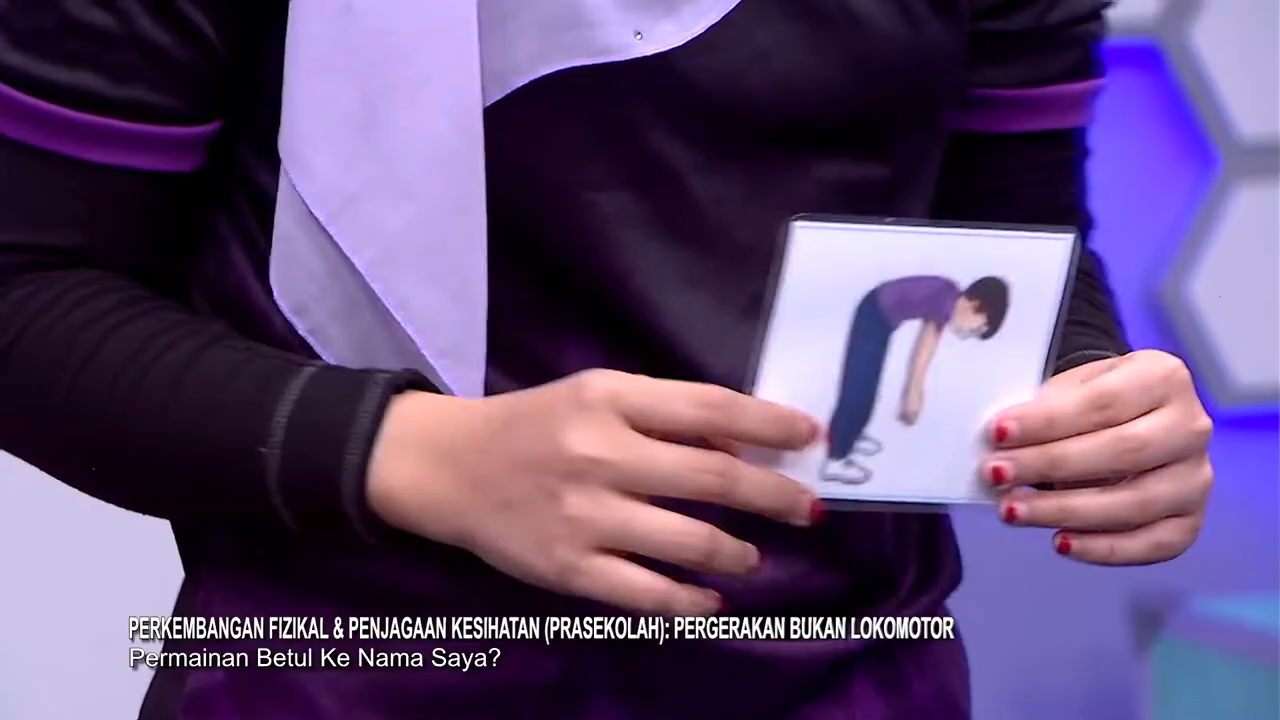 PERKEMBANGAN FIZIKAL & PENJAGAAN KESIHATAN (PRASEKOLAH): PERGERAKAN BUKAN LOKOMOTOR
Permainan Betul Ke Nama Saya?